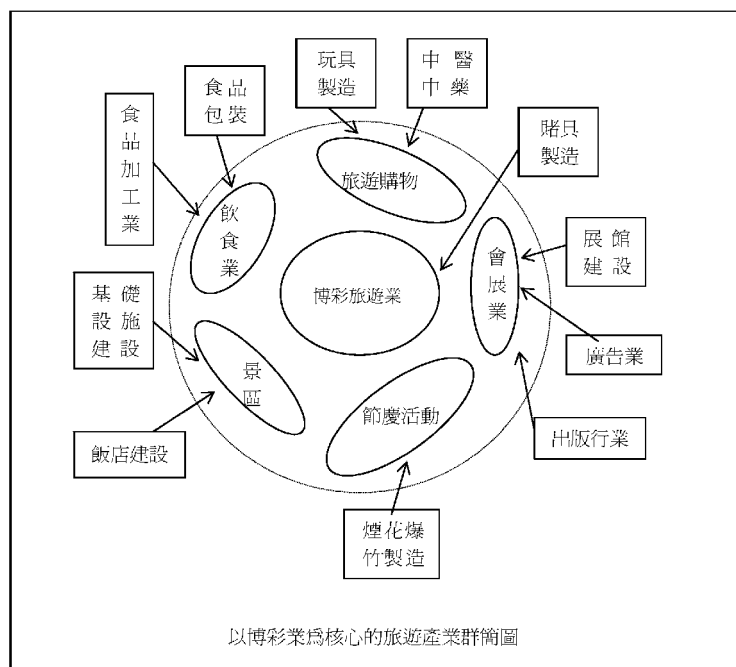 玩具
製造
中醫
中藥
食品
包裝
賭具
製造
食
品
加
工
業
旅遊購物
飲
食
業
會
展
業
展館
建設
博彩旅遊業
基礎
設施
建設
廣告業
景
區
節慶活動
飯店建設
出版行業
煙花爆
竹製造
以博彩業爲核心的旅遊產業群簡圖